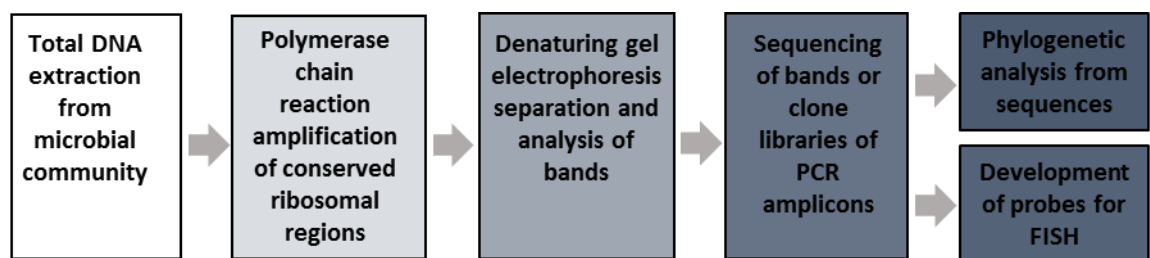 Total DNA
extraction
from
microbial
community
Polymerase
chain
reaction
amplification
of conserved
ribosomal
regions
Denaturing gel
electrophoresis
separation and
analysis of
bands
Sequencing
of bands or
clone
libraries of
PCR
amplicons
Phylogenetic
analysis from
sequences
Development
of probes for
FISH